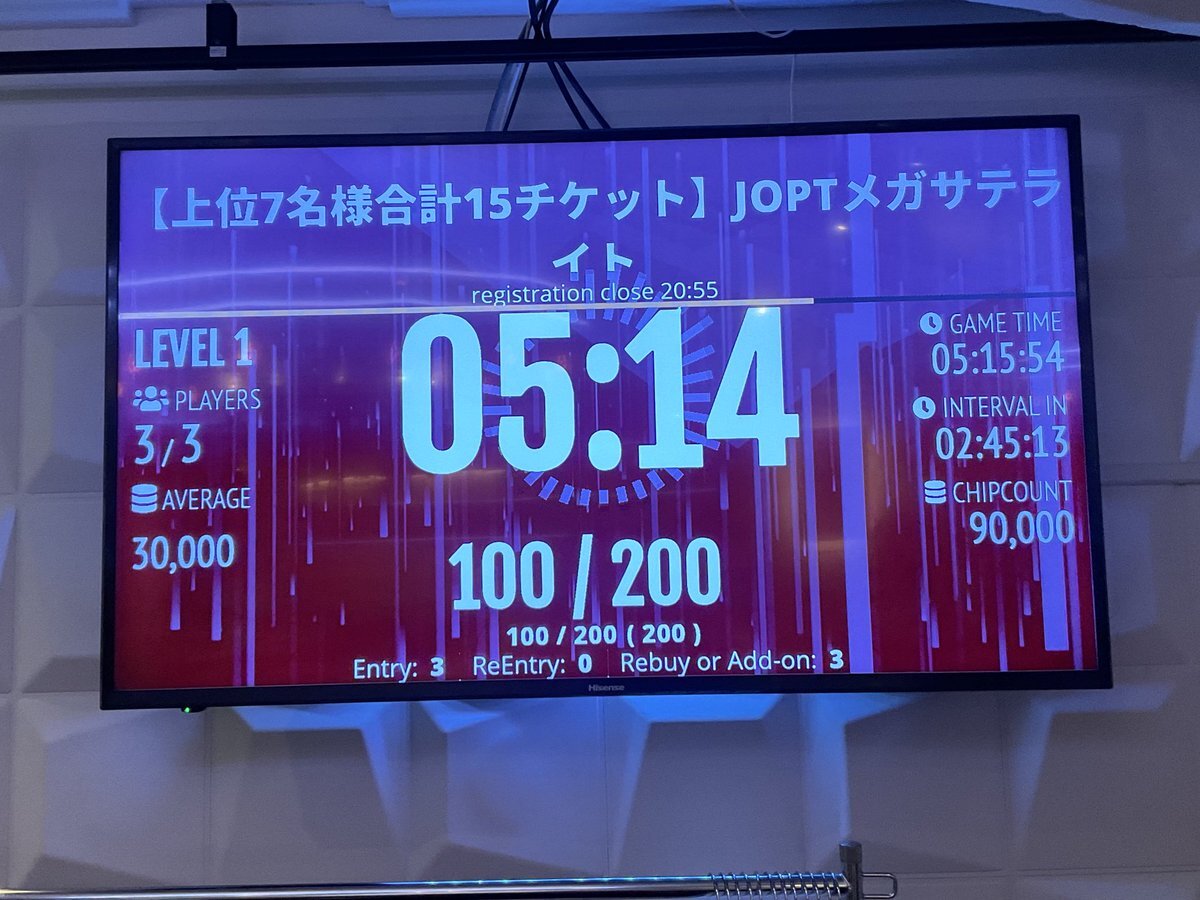 【上位7名様合計15チケット】JOPTメガサテラ
イト
registration close 20:55
LEVEL 1
PLAYERS
3/3
AVERAGE
30,000
05:14
100 / 200
100 / 200 ( 200 )
Entry: 3 ReEntry: 0 Rebuy or Add-on: 3
GAME TIME
05:15:54
INTERVAL IN
02:45:13
CHIPCOUNT
90,000
Hisense